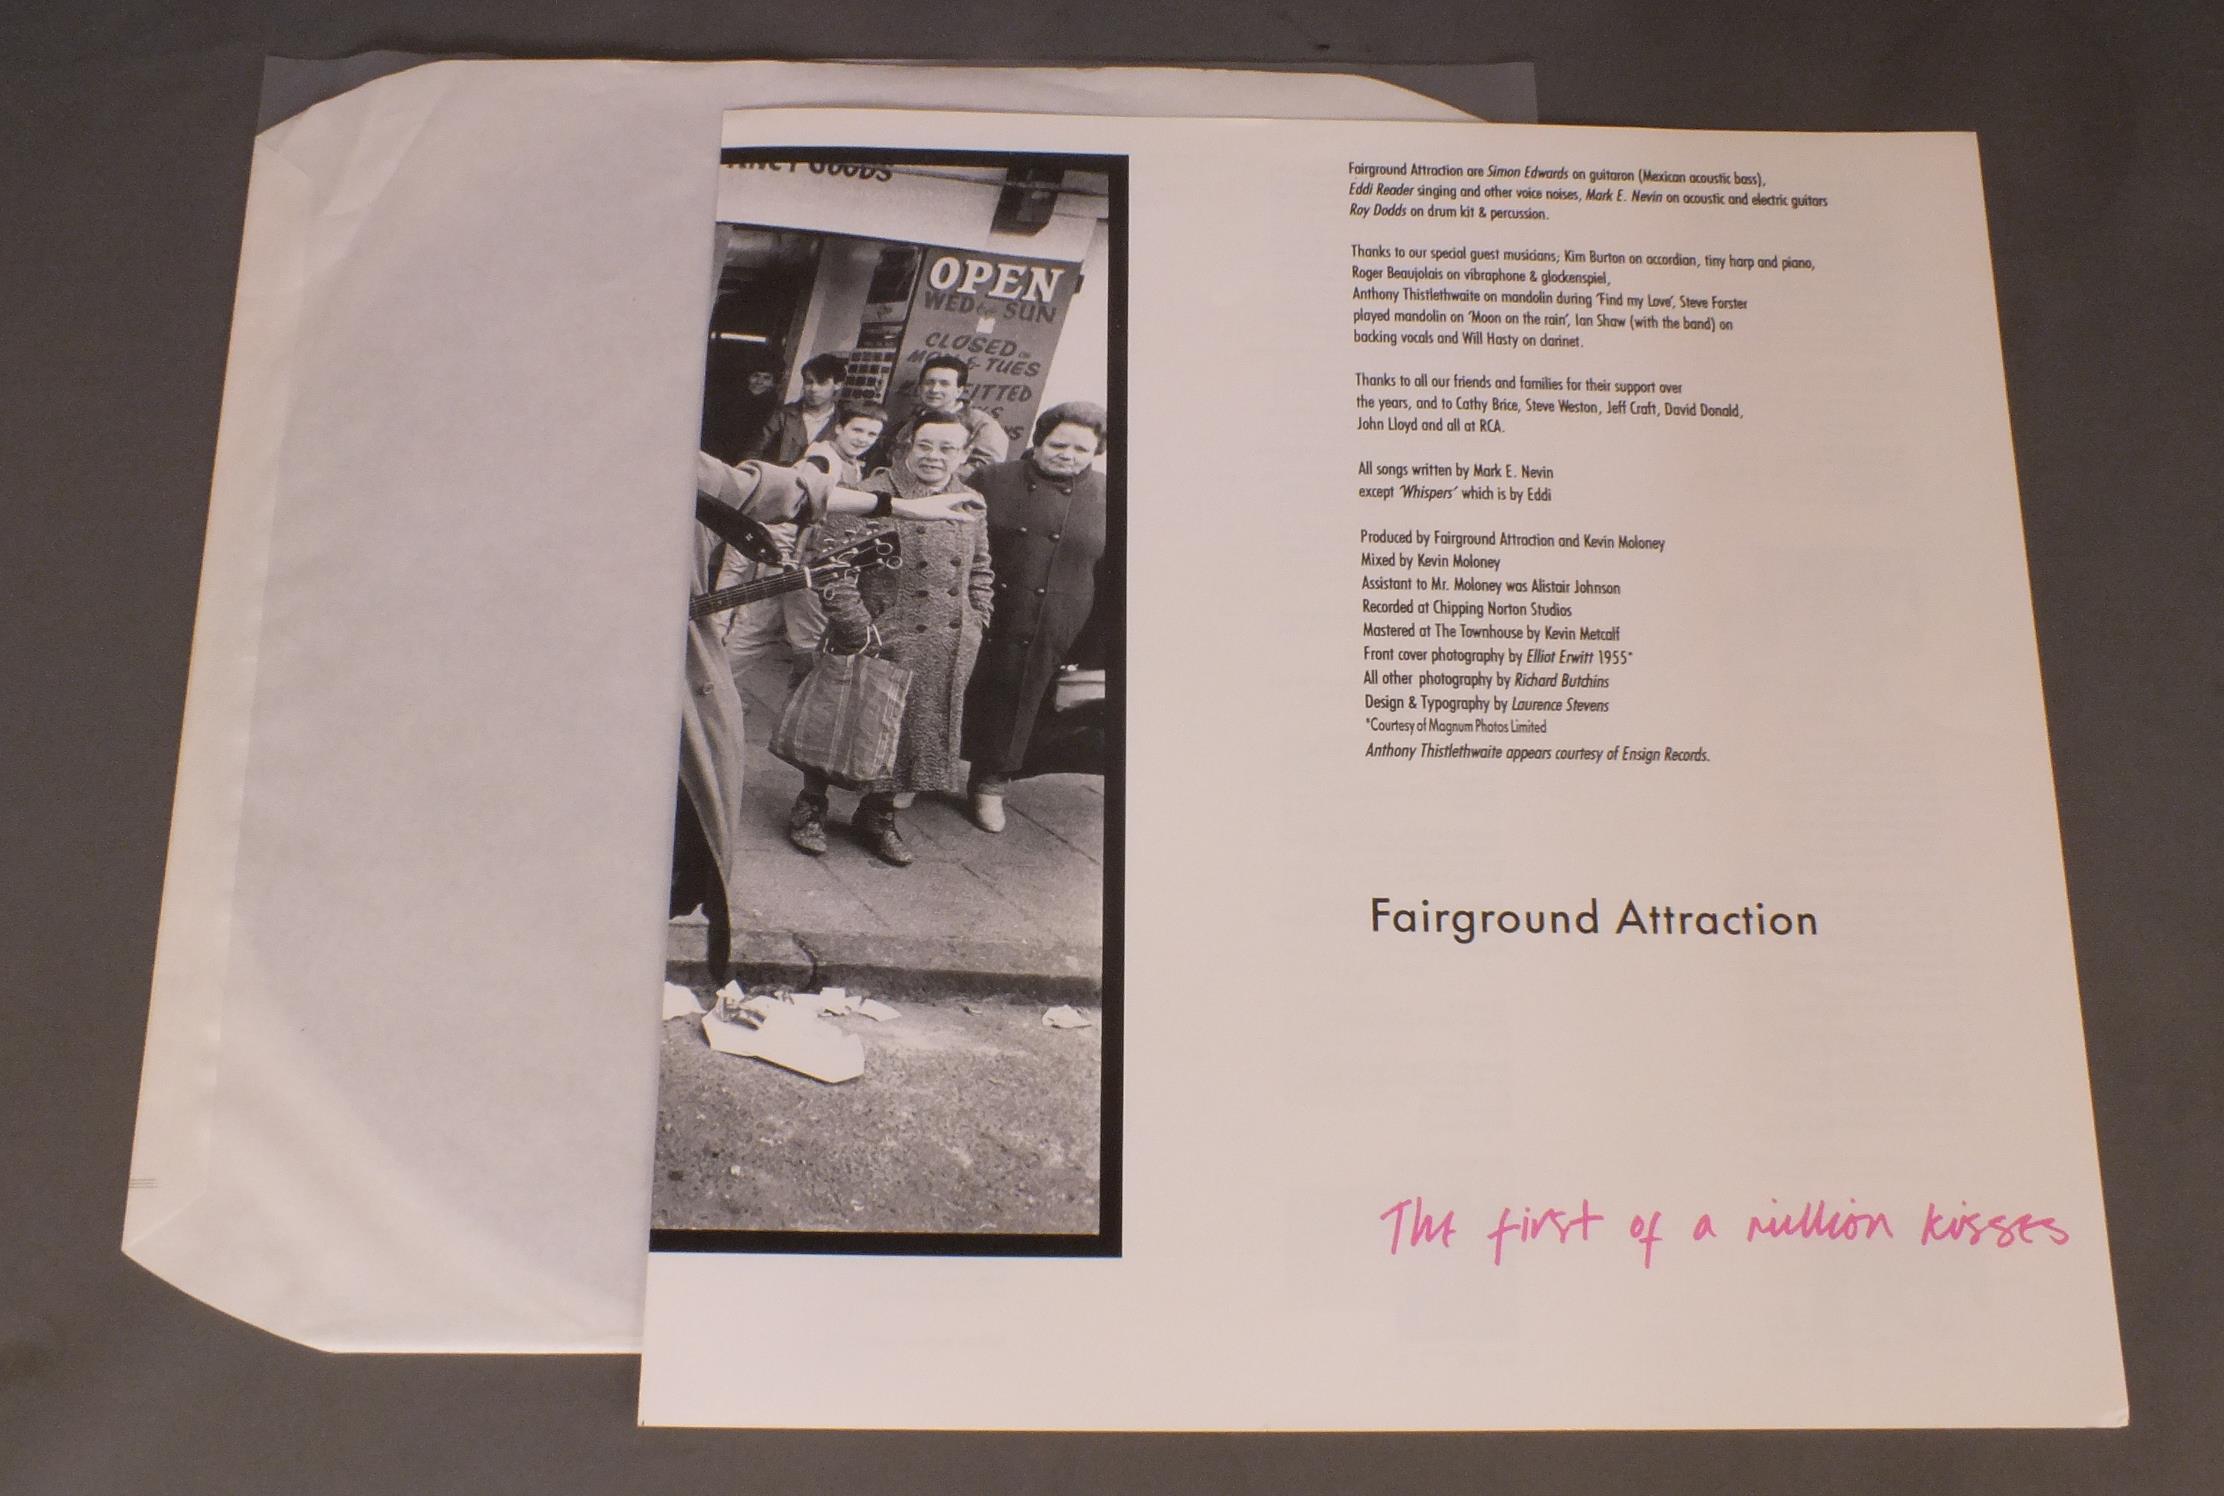 GOODS
OPEN
WED to SUN
CLOSED on
MON & TUES
FITTED
Fairground Attraction are Simon Edwards on guitaron (Mexican acoustic bass),
Eddi Reader singing and other voice noises, Mark E. Nevin on acoustic and electric guitars
Roy Dodds on drum kit & percussion.
Thanks to our special guest musicians; Kim Burton on accordian, tiny harp and piano,
Roger Beaujolais on vibraphone & glockenspiel,
Anthony Thistlethwaite on mandolin during 'Find my Love', Steve Forster
played mandolin on 'Moon on the rain', Ian Shaw (with the band) on
backing vocals and Will Hasty on clarinet.
Thanks to all our friends and families for their support over
the years, and to Cathy Brice, Steve Weston, Jeff Craft, David Donald,
John Lloyd and all at RCA.
All songs written by Mark E. Nevin
except 'Whispers' which is by Eddi
Produced by Fairground Attraction and Kevin Moloney
Mixed by Kevin Moloney
Assistant to Mr. Moloney was Alistair Johnson
Recorded at Chipping Norton Studios
Mastered at The Townhouse by Kevin Metcalf
Front cover photography by Elliot Erwitt 1955*
All other photography by Richard Butchins
Design & Typography by Laurence Stevens
*Courtesy of Magnum Photos Limited
Anthony Thistlethwaite appears courtesy of Ensign Records.
Fairground Attraction
The first of a million kisses